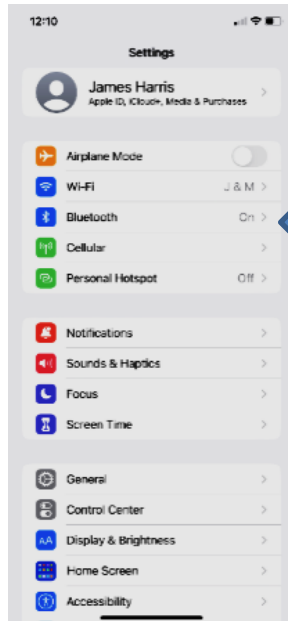 12:10
Settings
James Harris
Apple ID, iCloud+, Media & Purchases
Airplane Mode
Wi-Fi J & M
Bluetooth On
Cellular
Personal Hotspot Off
Notifications
Sounds & Haptics
Focus
Screen Time
General
Control Center
AA Display & Brightness
Home Screen
Accessibility